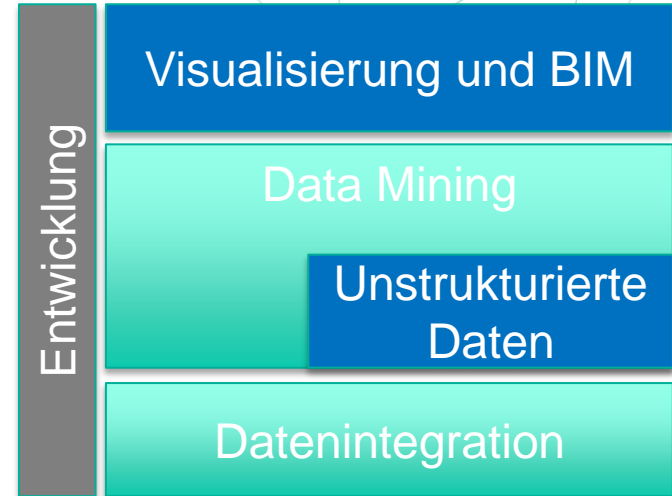 Entwicklung
Visualisierung und BIM
Data Mining
Unstrukturierte
Daten
Datenintegration